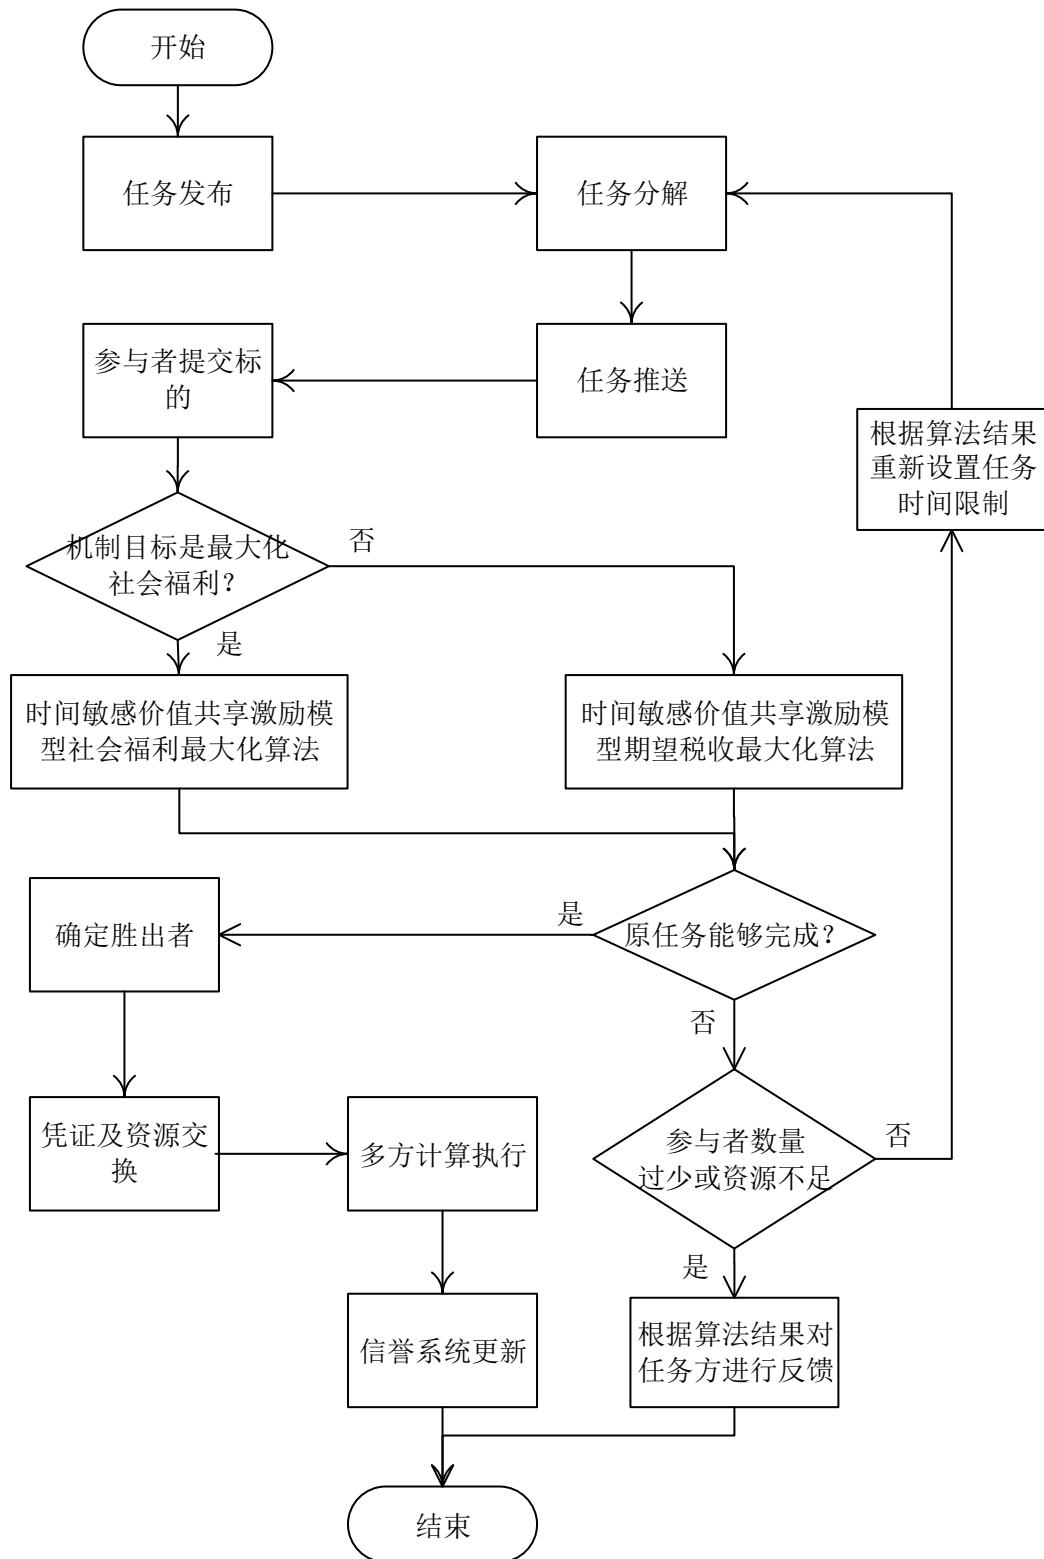 开始
任务发布
任务分解
参与者提交标
的
任务推送
根据算法结果
重新设置任务
时间限制
机制目标是最大化
社会福利？
否
是
时间敏感价值共享激励模
型社会福利最大化算法
时间敏感价值共享激励模
型期望税收最大化算法
原任务能够完成？
是
确定胜出者
否
参与者数量
过少或资源不足
否
凭证及资源交
换
多方计算执行
是
信誉系统更新
根据算法结果对
任务方进行反馈
结束